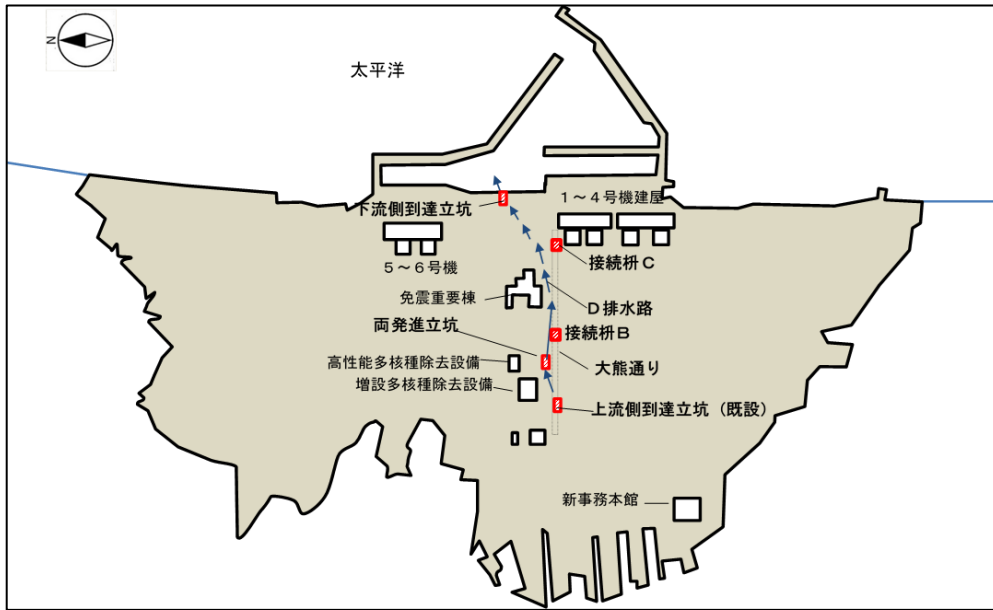 N
太平洋
1～4号機建屋
下流側到達立坑
接続枡C
5～6号機
免震重要棟
D排水路
両発進立坑
接続枡B
高性能多核種除去設備
大熊通り
増設多核種除去設備
上流側到達立坑（既設）
新事務本館